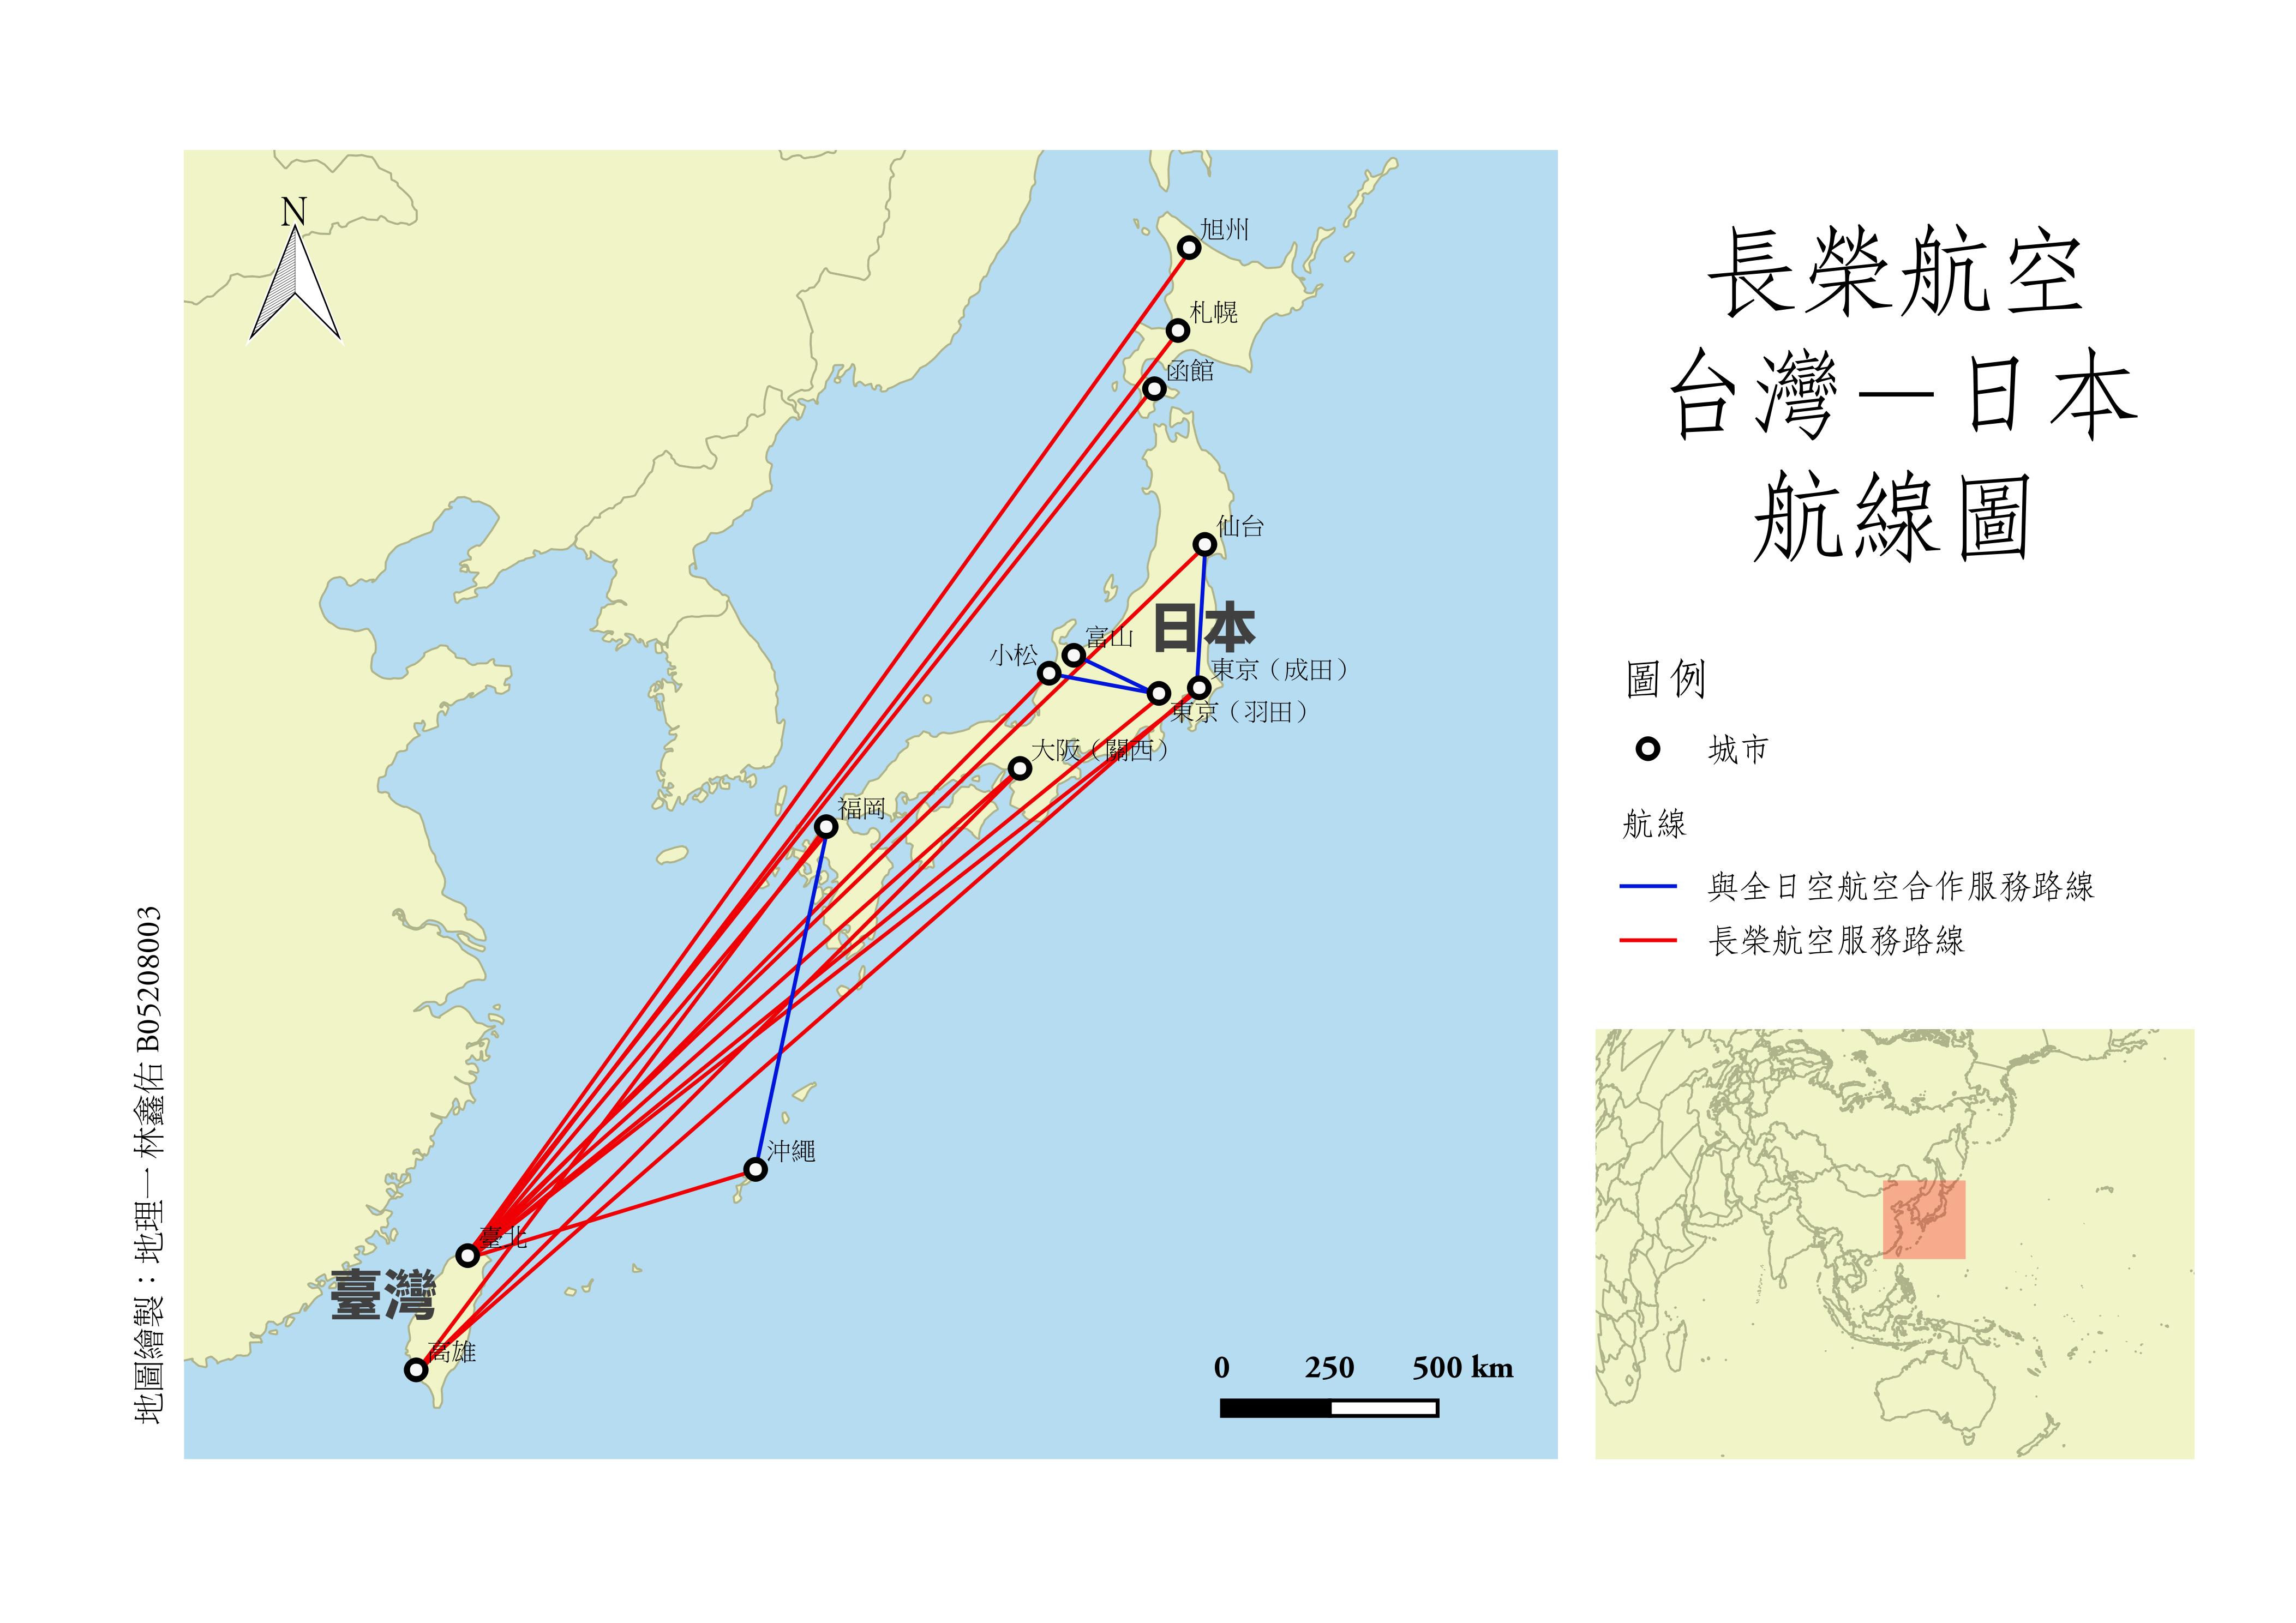 長榮航空
台灣—日本
航線圖
N
旭州
札幌
函館
仙台
日本
富山
小松
東京（成田）
東京（羽田）
大阪（關西）
福岡
沖繩
臺北
臺灣
高雄
0 250 500 km
圖例
城市
航線
與全日空航空合作服務路線
長榮航空服務路線
地圖繪製：地理一 林鑫佑 B05208003